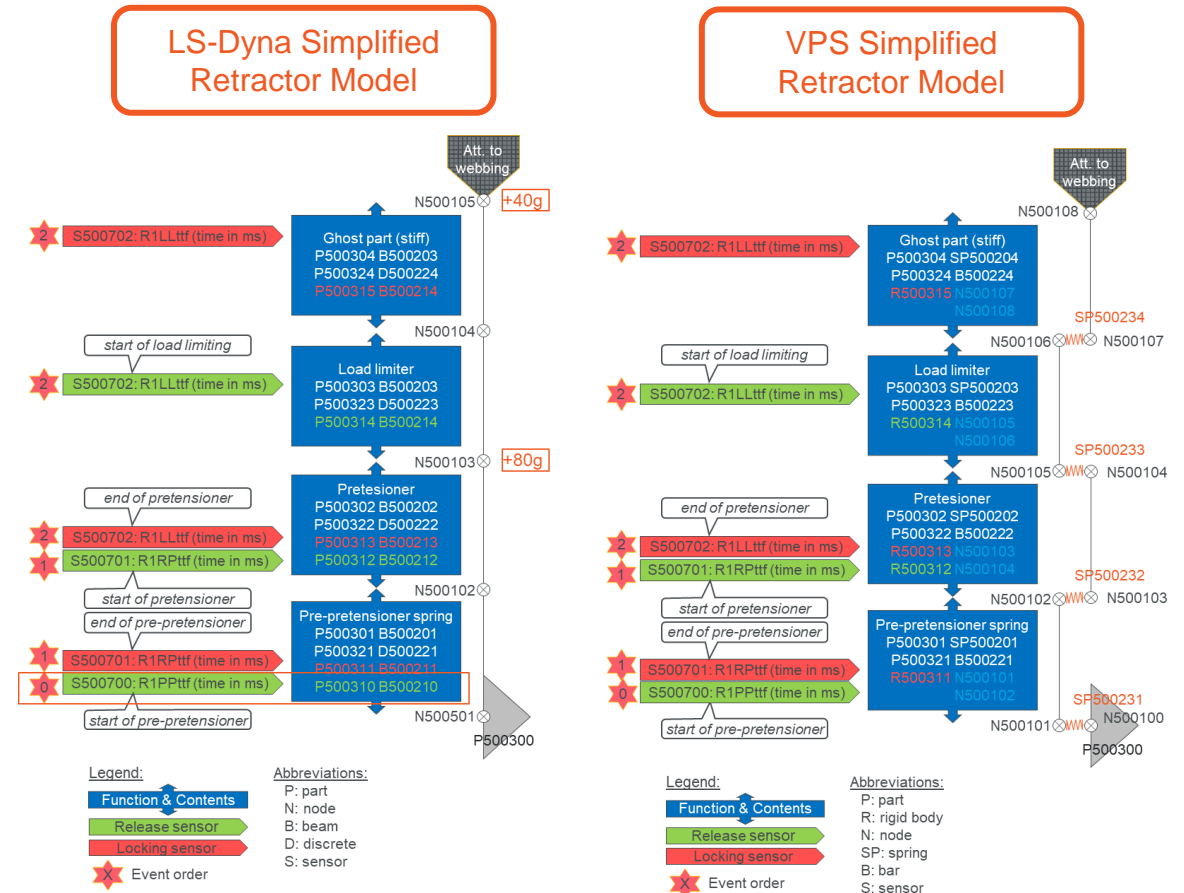 LS-Dyna Simplified
Retractor Model
Att. to
webbing
N500105
+40g
2
S500702: R1LLttf (time in ms)
Ghost part (stiff)
P500304 B500203
P500324 D500224
P500315 B500214
N500104
start of load limiting
2
S500702: R1LLttf (time in ms)
Load limiter
P500303 B500203
P500323 D500223
P500314 B500214
N500103
+80g
end of pretensioner
2
S500702: R1LLttf (time in ms)
1
S500701: R1RPttf (time in ms)
start of pretensioner
Pretesioner
P500302 B500202
P500322 D500222
P500313 B500213
P500312 B500212
N500102
end of pre-pretensioner
1
S500701: R1RPttf (time in ms)
0
S500700: R1PPttf (time in ms)
start of pre-pretensioner
Pre-pretensioner spring
P500301 B500201
P500321 D500221
P500311 B500211
P500310 B500210
N500501
P500300
Legend:
Function & Contents
Release sensor
Locking sensor
X
Event order
Abbreviations:
P: part
N: node
B: beam
D: discrete
S: sensor
VPS Simplified
Retractor Model
Att. to
webbing
N500108
2
S500702: R1LLttf (time in ms)
Ghost part (stiff)
P500304 SP500204
P500324 B500224
R500315 N500107
N500108
SP500234
N500106
N500107
start of load limiting
2
S500702: R1LLttf (time in ms)
Load limiter
P500303 SP500203
P500323 B500223
R500314 N500105
N500106
SP500233
N500105
N500104
end of pretensioner
2
S500702: R1LLttf (time in ms)
1
S500701: R1RPttf (time in ms)
start of pretensioner
Pretesioner
P500302 SP500202
P500322 B500222
R500313 N500103
R500312 N500104
SP500232
N500102
N500103
end of pre-pretensioner
1
S500701: R1RPttf (time in ms)
0
S500700: R1PPttf (time in ms)
start of pre-pretensioner
Pre-pretensioner spring
P500301 SP500201
P500321 B500221
R500311 N500101
N500102
SP500231
N500100
N500101
P500300
Legend:
Function & Contents
Release sensor
Locking sensor
X
Event order
Abbreviations:
P: part
R: rigid body
N: node
SP: spring
B: bar
S: sensor